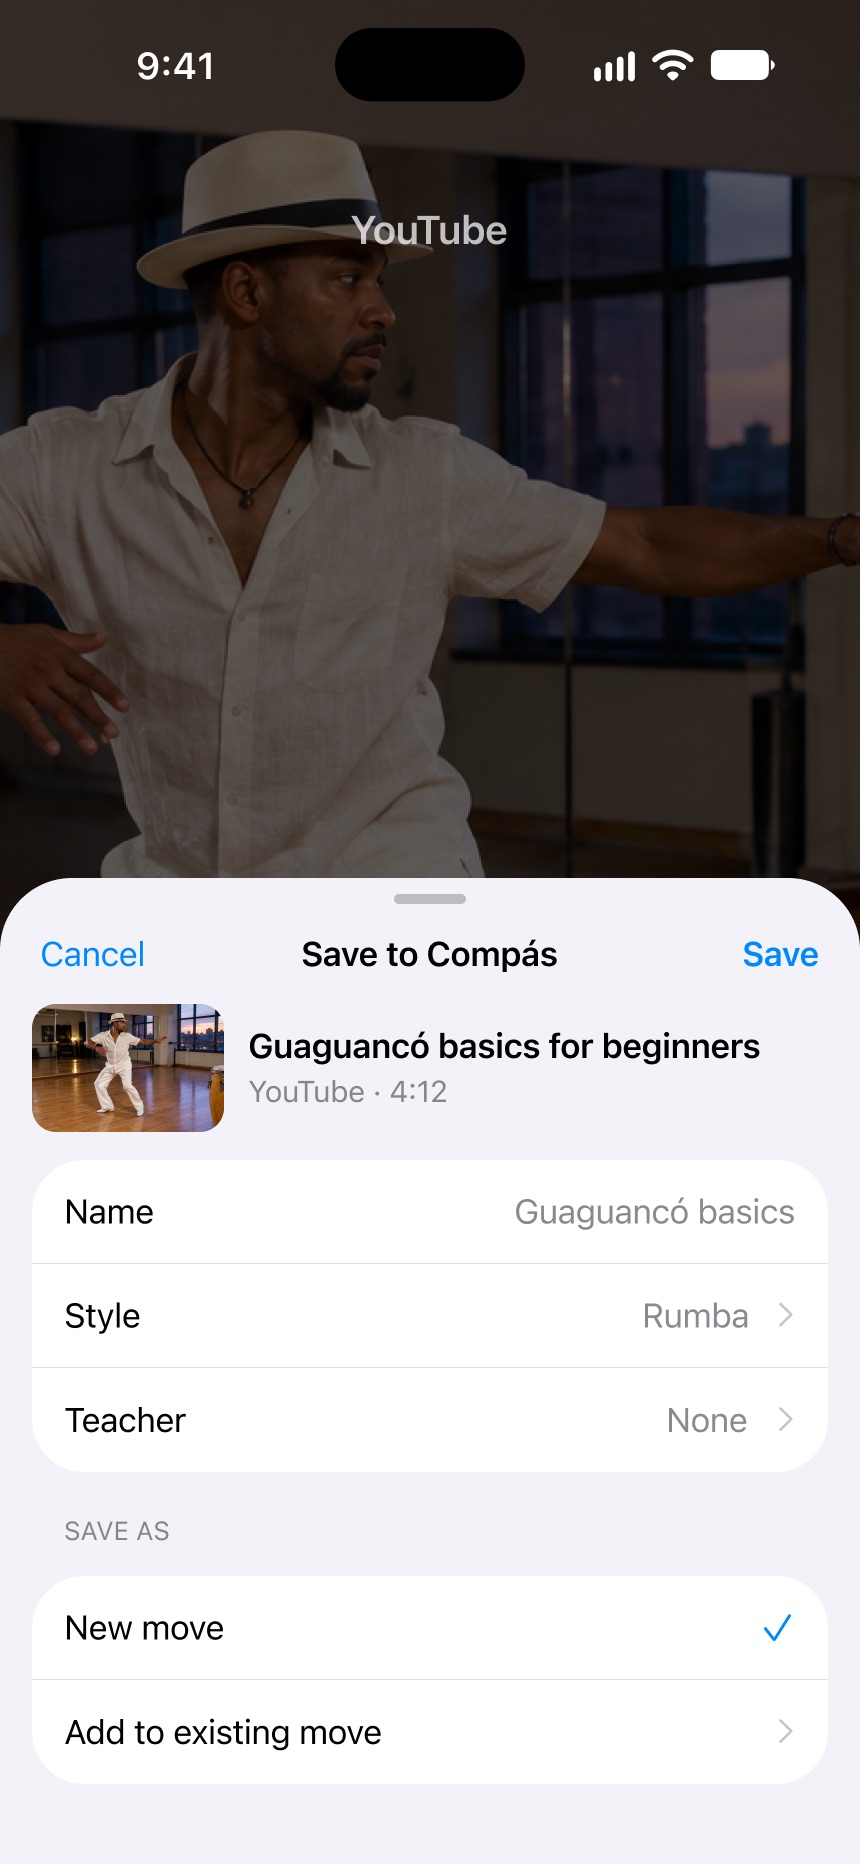 9:41
YouTube
Cancel
Save to Compás
Save
Guaguancó basics for beginners
YouTube · 4:12
Name
Guaguancó basics
Style
Rumba
Teacher
None
SAVE AS
New move
Add to existing move